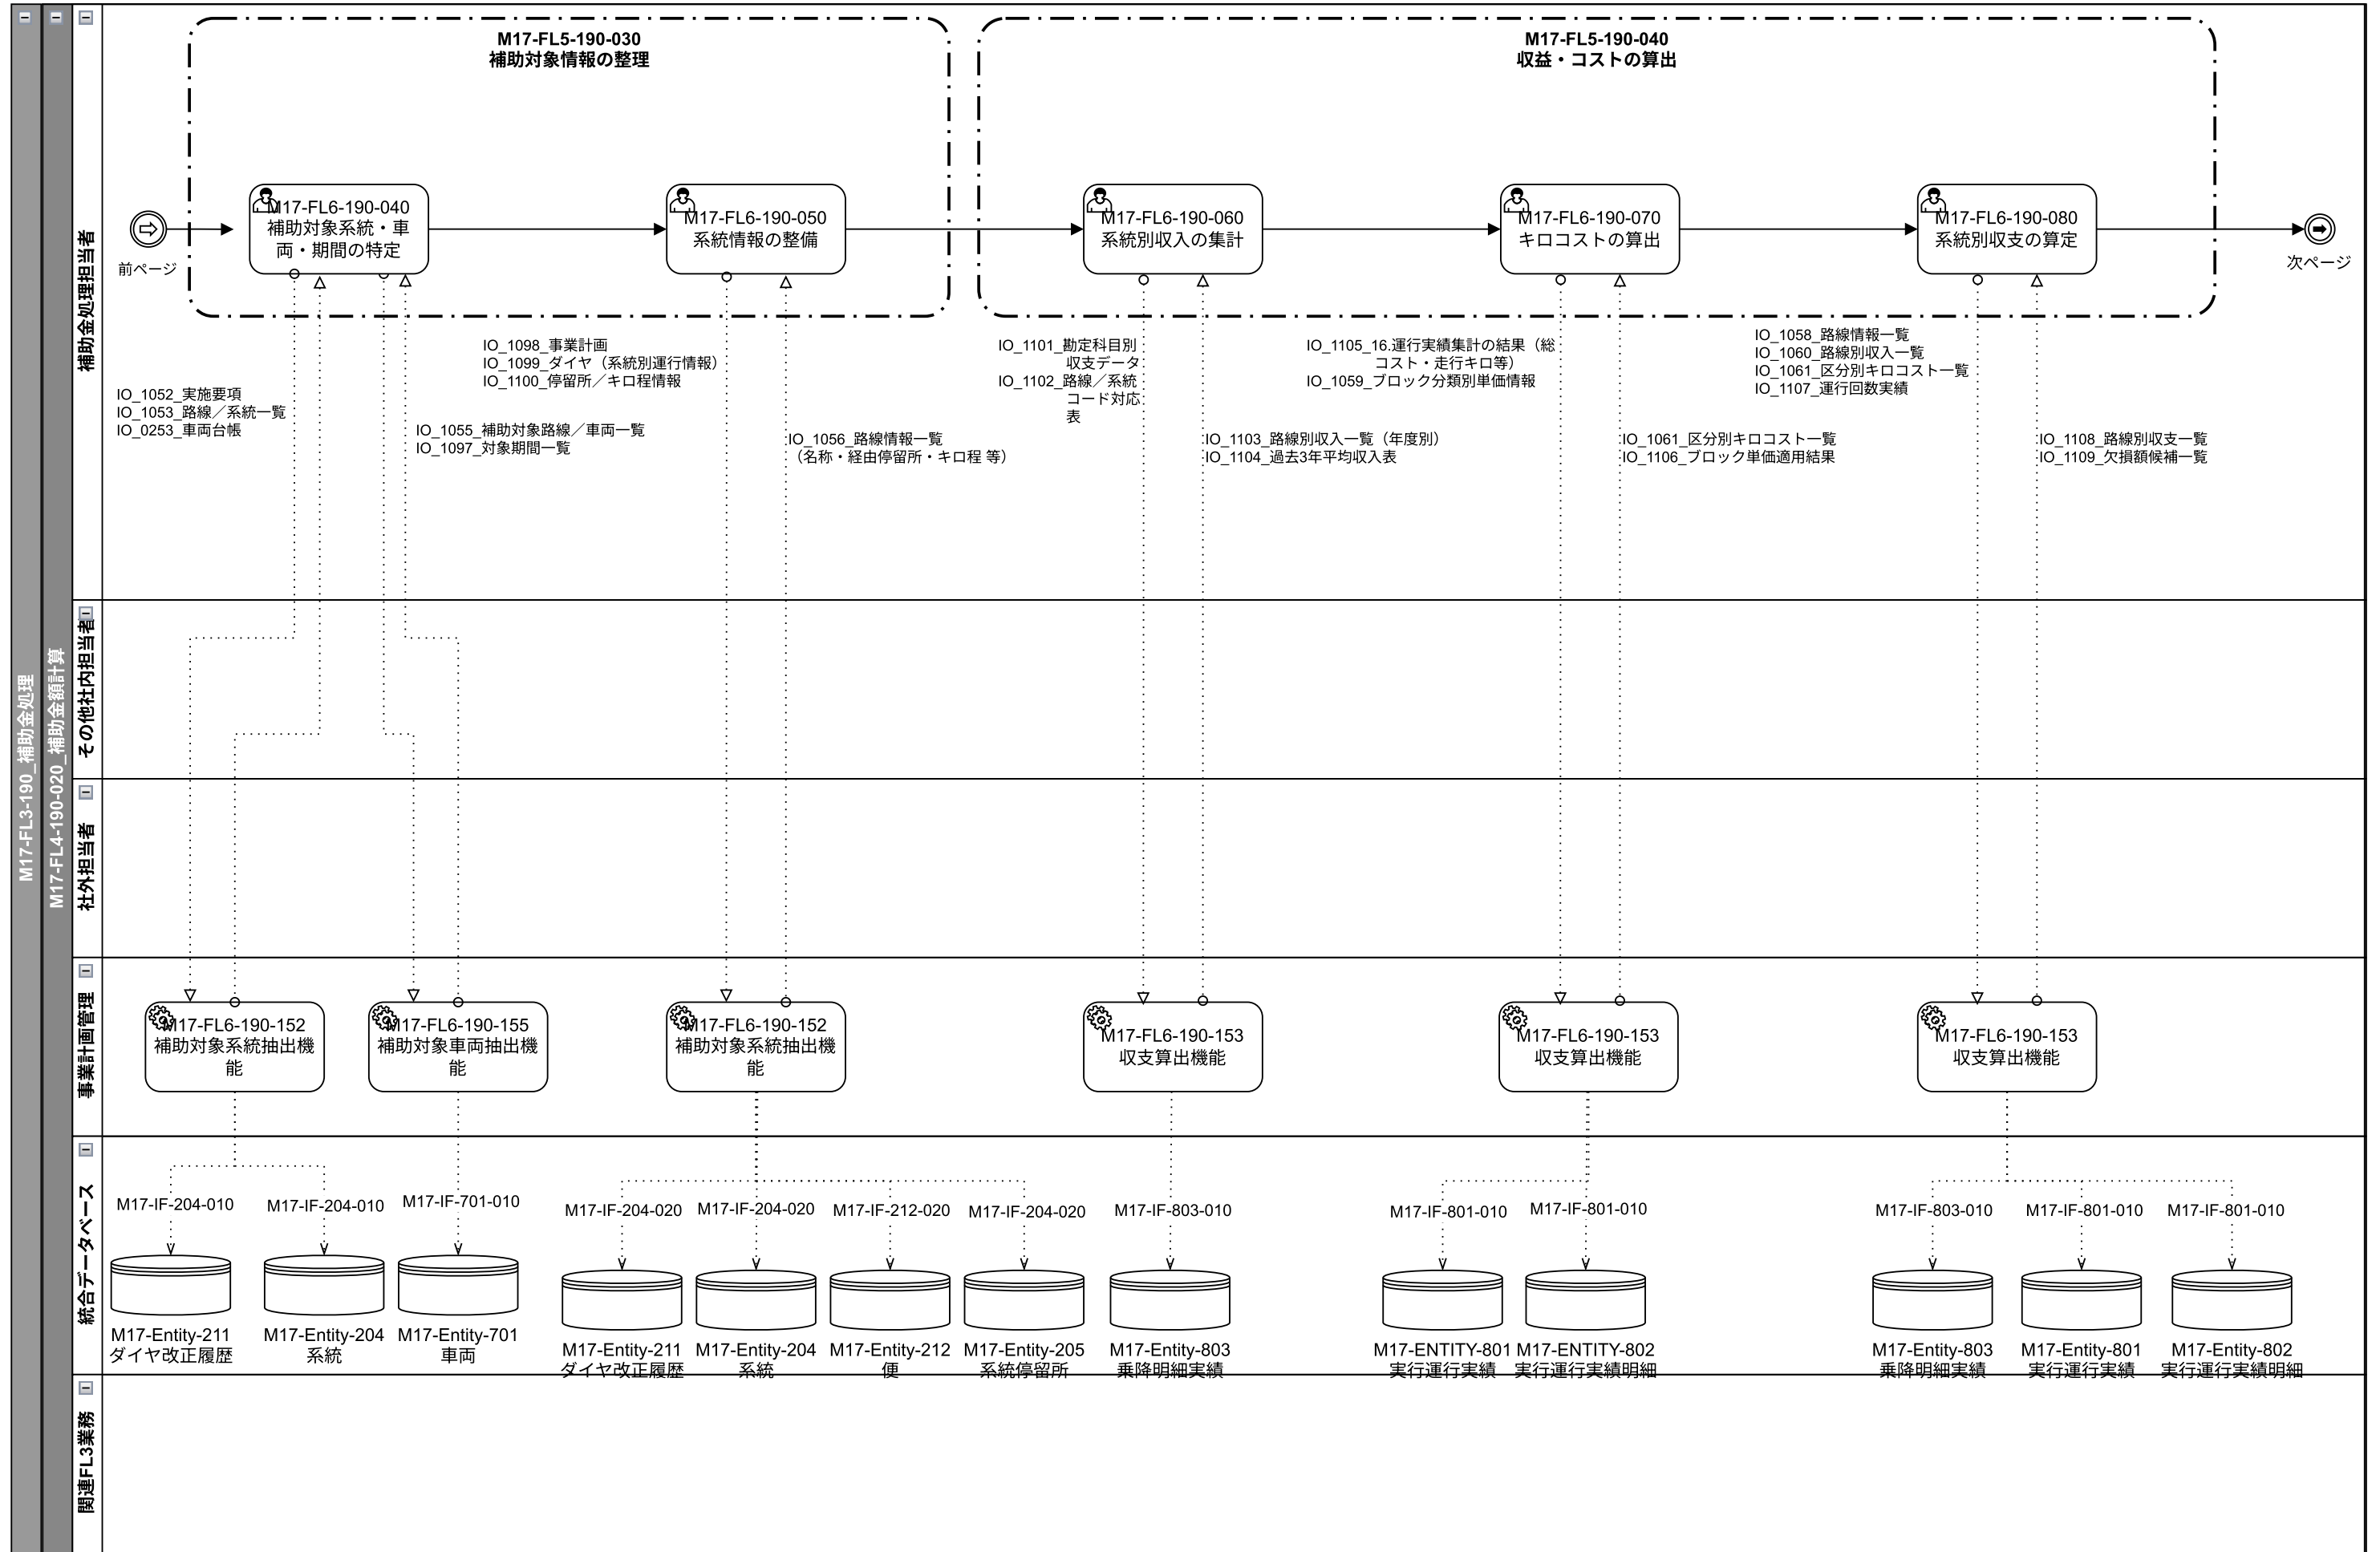 M17-FL3-190_補助金処理
M17-FL4-190-020_補助金額計算
補助金処理担当者
M17-FL5-190-030
補助対象情報の整理
M17-FL5-190-040
収益・コストの算出
前ページ
M17-FL6-190-040
補助対象系統・車
両・期間の特定
M17-FL6-190-050
系統情報の整備
M17-FL6-190-060
系統別収入の集計
M17-FL6-190-070
キロコストの算出
M17-FL6-190-080
系統別収支の算定
次ページ
IO_1052_実施要項
IO_1053_路線／系統一覧
IO_0253_車両台帳
IO_1055_補助対象路線／車両一覧
IO_1097_対象期間一覧
IO_1098_事業計画
IO_1099_ダイヤ（系統別運行情報）
IO_1100_停留所／キロ程情報
IO_1056_路線情報一覧
（名称・経由停留所・キロ程 等）
IO_1101_勘定科目別
収支データ
IO_1102_路線／系統
コード対応
表
IO_1103_路線別収入一覧（年度別）
IO_1104_過去3年平均収入表
IO_1105_16.運行実績集計の結果（総
コスト・走行キロ等）
IO_1059_ブロック分類別単価情報
IO_1061_区分別キロコスト一覧
IO_1106_ブロック単価適用結果
IO_1058_路線情報一覧
IO_1060_路線別収入一覧
IO_1061_区分別キロコスト一覧
IO_1107_運行回数実績
IO_1108_路線別収支一覧
IO_1109_欠損額候補一覧
その他社内担当者
社外担当者
事業計画管理
M17-FL6-190-152
補助対象系統抽出機
能
M17-FL6-190-155
補助対象車両抽出機
能
M17-FL6-190-152
補助対象系統抽出機
能
M17-FL6-190-153
収支算出機能
M17-FL6-190-153
収支算出機能
M17-FL6-190-153
収支算出機能
統合データベース
M17-IF-204-010
M17-IF-204-010
M17-IF-701-010
M17-IF-204-020
M17-IF-204-020
M17-IF-212-020
M17-IF-204-020
M17-IF-803-010
M17-IF-801-010
M17-IF-801-010
M17-IF-803-010
M17-IF-801-010
M17-IF-801-010
M17-Entity-211
ダイヤ改正履歴
M17-Entity-204
系統
M17-Entity-701
車両
M17-Entity-211
ダイヤ改正履歴
M17-Entity-204
系統
M17-Entity-212
便
M17-Entity-205
系統停留所
M17-Entity-803
乗降明細実績
M17-ENTITY-801
実行運行実績
M17-ENTITY-802
実行運行実績明細
M17-Entity-803
乗降明細実績
M17-Entity-801
実行運行実績
M17-Entity-802
実行運行実績明細
関連FL3業務